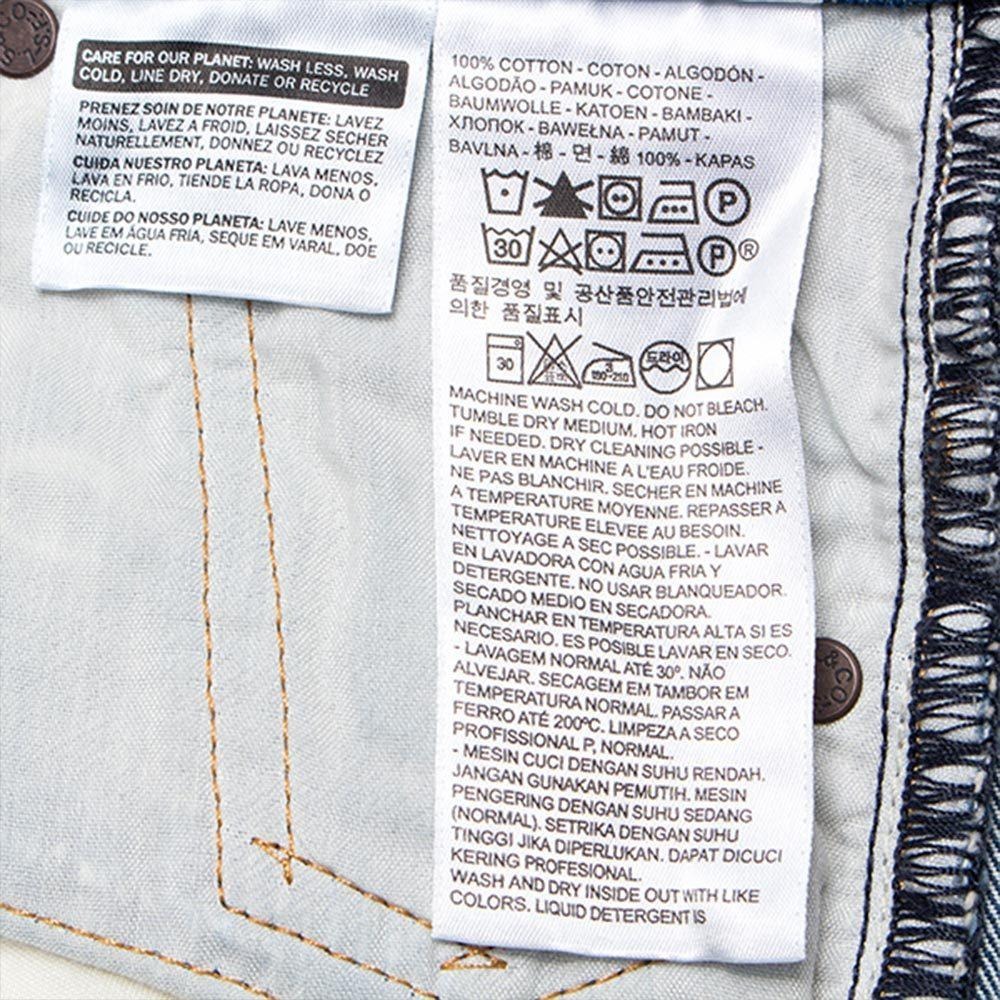 CARE FOR OUR PLANET: WASH LESS, WASH
COLD, LINE DRY, DONATE OR RECYCLE
PRENEZ SOIN DE NOTRE PLANETE: LAVEZ
MOINS, LAVEZ A FROID, LAISSEZ SECHER
NATURELLEMENT, DONNEZ OU RECYCLEZ
CUIDA NUESTRO PLANETA: LAVA MENOS,
LAVA EN FRIO, TIENDE LA ROPA, DONA O
RECICLA.
CUIDE DO NOSSO PLANETA: LAVE MENOS,
LAVE EM ÁGUA FRIA, SEQUE EM VARAL, DOE
OU RECICLE.
100% COTTON - COTON - ALGODÓN -
ALGODÃO - PAMUK - COTONE -
BAUMWOLLE - KATOEN - BAMBAKI -
ХЛОПОК - BAWEŁNA - PAMUT -
BAVLNA - 棉 - 면 - 綿 100% - KAPAS
P
30 P ®
품질경영 및 공산품안전관리법에
의한 품질표시
30 3 180~210 드라이
MACHINE WASH COLD. DO NOT BLEACH.
TUMBLE DRY MEDIUM. HOT IRON
IF NEEDED. DRY CLEANING POSSIBLE -
LAVER EN MACHINE A L'EAU FROIDE.
NE PAS BLANCHIR. SECHER EN MACHINE
A TEMPERATURE MOYENNE. REPASSER A
TEMPERATURE ELEVEE AU BESOIN.
NETTOYAGE A SEC POSSIBLE. - LAVAR
EN LAVADORA CON AGUA FRIA Y
DETERGENTE. NO USAR BLANQUEADOR.
SECADO MEDIO EN SECADORA.
PLANCHAR EN TEMPERATURA ALTA SI ES
NECESARIO. ES POSIBLE LAVAR EN SECO.
- LAVAGEM NORMAL ATÉ 30º. NÃO
ALVEJAR. SECAGEM EM TAMBOR EM
TEMPERATURA NORMAL. PASSAR A
FERRO ATÉ 200ºC. LIMPEZA A SECO
PROFISSIONAL P, NORMAL.
- MESIN CUCI DENGAN SUHU RENDAH.
JANGAN GUNAKAN PEMUTIH. MESIN
PENGERING DENGAN SUHU SEDANG
(NORMAL). SETRIKA DENGAN SUHU
TINGGI JIKA DIPERLUKAN. DAPAT DICUCI
KERING PROFESIONAL.
WASH AND DRY INSIDE OUT WITH LIKE
COLORS. LIQUID DETERGENT IS
& CO.